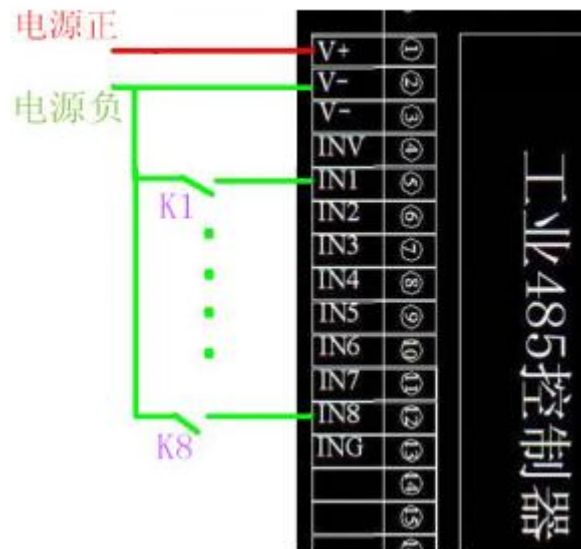 电源正
电源负
V+ ①
V- ②
V- ③
INV ④
IN1 ⑤
IN2 ⑥
IN3 ⑦
IN4 ⑧
IN5 ⑨
IN6 ⑩
IN7 ⑪
IN8 ⑫
ING ⑬
⑭
⑮
K1
K8
工业485控制器